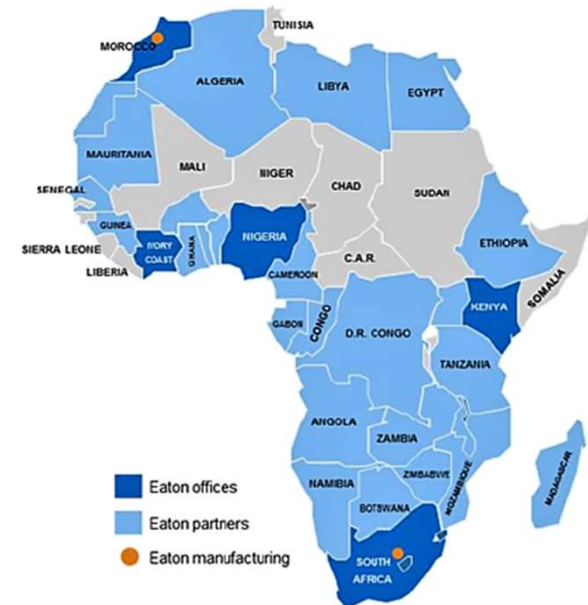 TUNISIA
MOROCCO
ALGERIA
LIBYA
EGYPT
MAURITANIA
MALI
NIGER
CHAD
SUDAN
SENEGAL
GUINEA
SIERRA LEONE
LIBERIA
IVORY
COAST
GHANA
NIGERIA
CAMEROON
C.A.R.
ETHIOPIA
SOMALIA
KENYA
GABON
CONGO
D.R. CONGO
TANZANIA
ANGOLA
ZAMBIA
ZIMBABWE
MOZAMBIQUE
MADAGASCAR
NAMIBIA
BOTSWANA
SOUTH
AFRICA
Eaton offices
Eaton partners
Eaton manufacturing